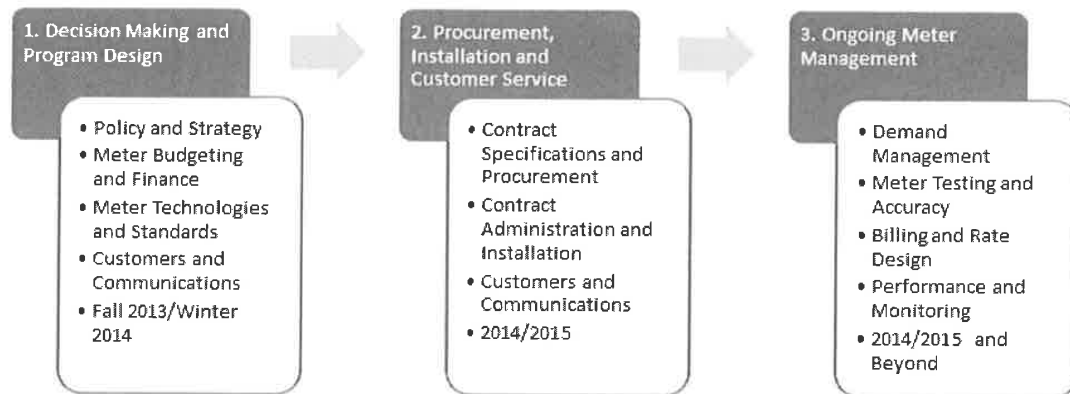 1. Decision Making and
Program Design
• Policy and Strategy
• Meter Budgeting
and Finance
• Meter Technologies
and Standards
• Customers and
Communications
• Fall 2013/Winter
2014
2. Procurement,
Installation and
Customer Service
• Contract
Specifications and
Procurement
• Contract
Administration and
Installation
• Customers and
Communications
• 2014/2015
3. Ongoing Meter
Management
• Demand
Management
• Meter Testing and
Accuracy
• Billing and Rate
Design
• Performance and
Monitoring
• 2014/2015 and
Beyond